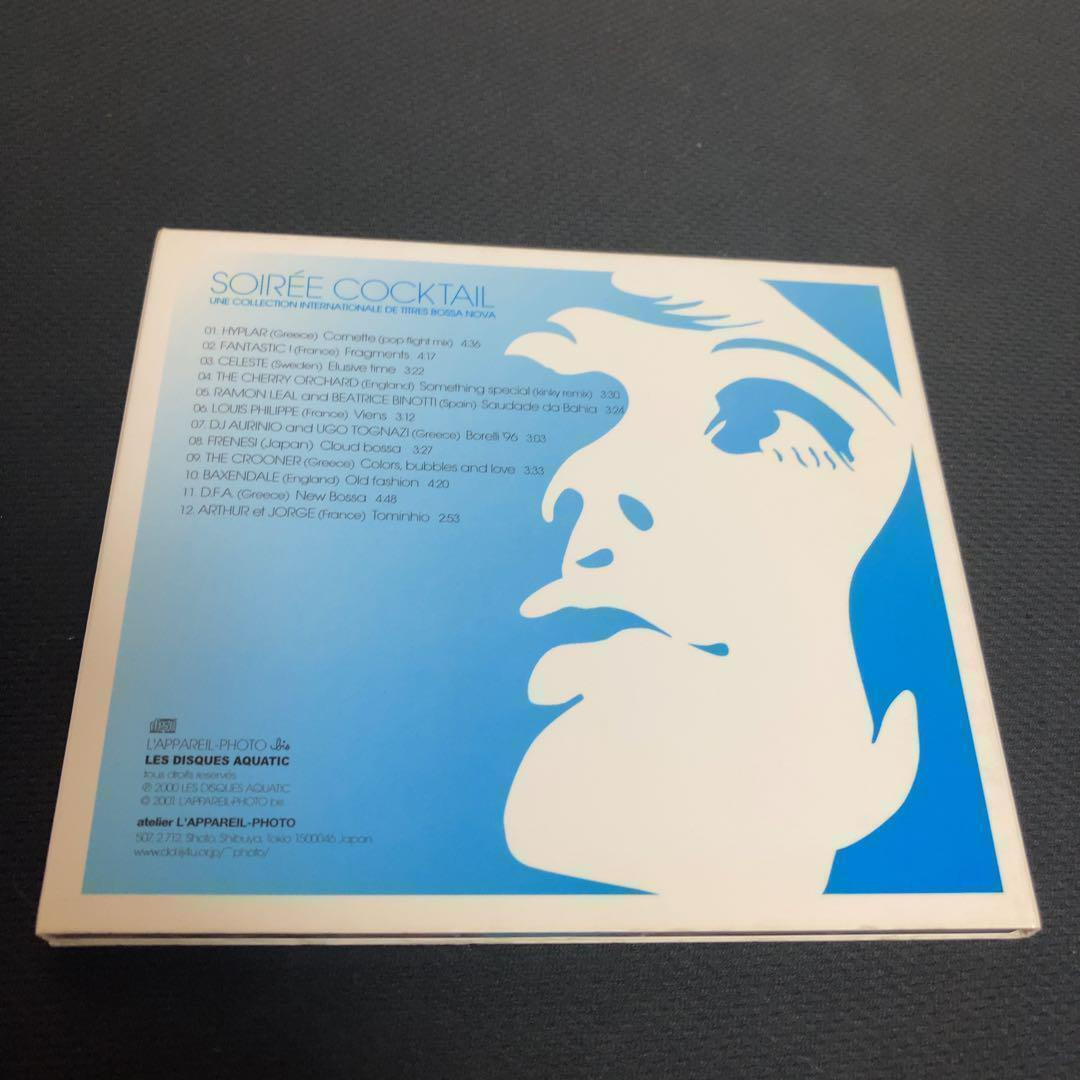 SOIRÉE COCKTAIL
UNE COLLECTION INTERNATIONALE DE TITRES BOSSA NOVA
01. HYPLAR (Greece) Comette (pop flight mix) 4:36
02. FANTASTIC ! (France) Fragments 4:17
03. CELESTE (Sweden) Elusive time 3:22
04. THE CHERRY ORCHARD (England) Something special (kinky remix) 3:30
05. RAMON LEAL and BEATRICE BINOTTI (Spain) Saudade da Bahia 3:24
06. LOUIS PHILIPPE (France) Viens 3:12
07. DJ AURINIO and UGO TOGNAZI (Greece) Borelli '96 3:03
08. FRENESI (Japan) Cloud bossa 3:27
09. THE CROONER (Greece) Colors, bubbles and love 3:33
10. BAXENDALE (England) Old fashion 4:20
11. D.F.A. (Greece) New Bossa 4:48
12. ARTHUR et JORGE (France) Tominhio 2:53
L'APPAREIL-PHOTO bis
LES DISQUES AQUATIC
tous droits reservés
℗ 2000 LES DISQUES AQUATIC
© 2001 L'APPAREIL-PHOTO bis
atelier L'APPAREIL-PHOTO
507, 2.7.12, Shoto, Shibuya, Tokio 1500046 Japan